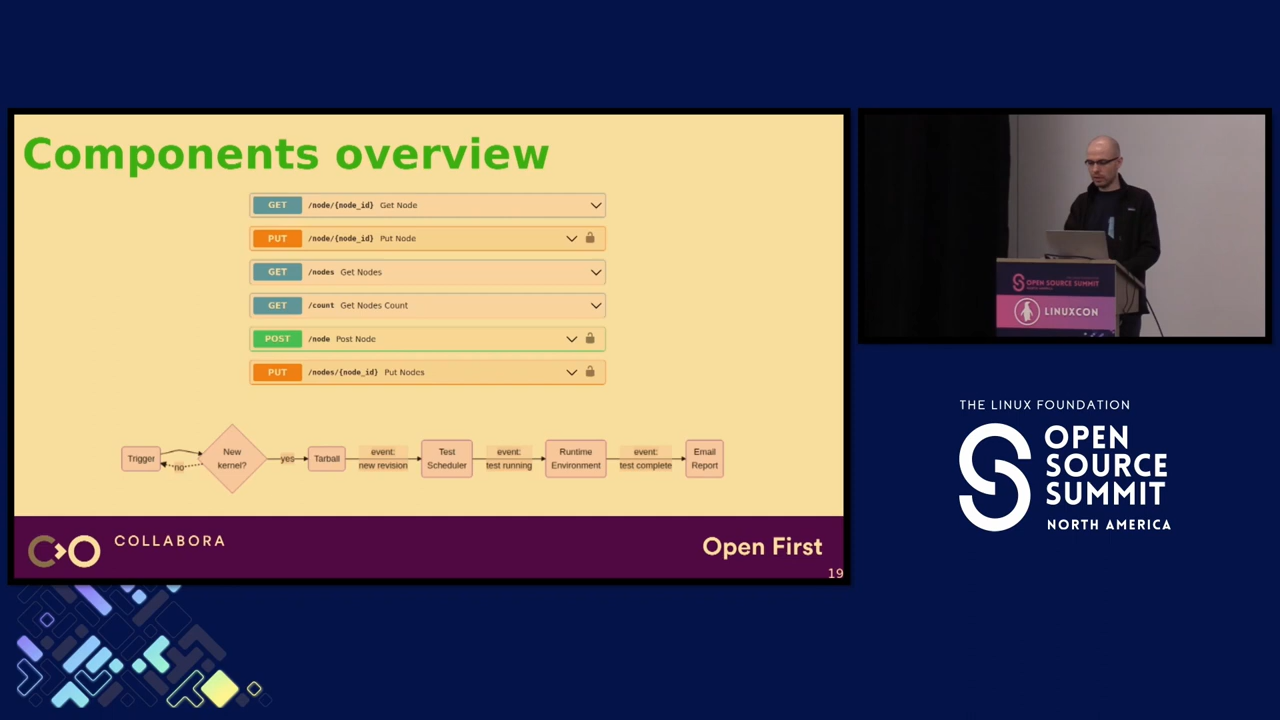 Components overview
GET /node/{node_id} Get Node
PUT /node/{node_id} Put Node
GET /nodes Get Nodes
GET /count Get Nodes Count
POST /node Post Node
PUT /nodes/{node_id} Put Nodes
Trigger
no
New
kernel?
yes
Tarball
event:
new revision
Test
Scheduler
event:
test running
Runtime
Environment
event:
test complete
Email
Report
COLLABORA
Open First
19
OPEN SOURCE SUMMIT
LINUXCON
THE LINUX FOUNDATION
OPEN
SOURCE
SUMMIT
NORTH AMERICA